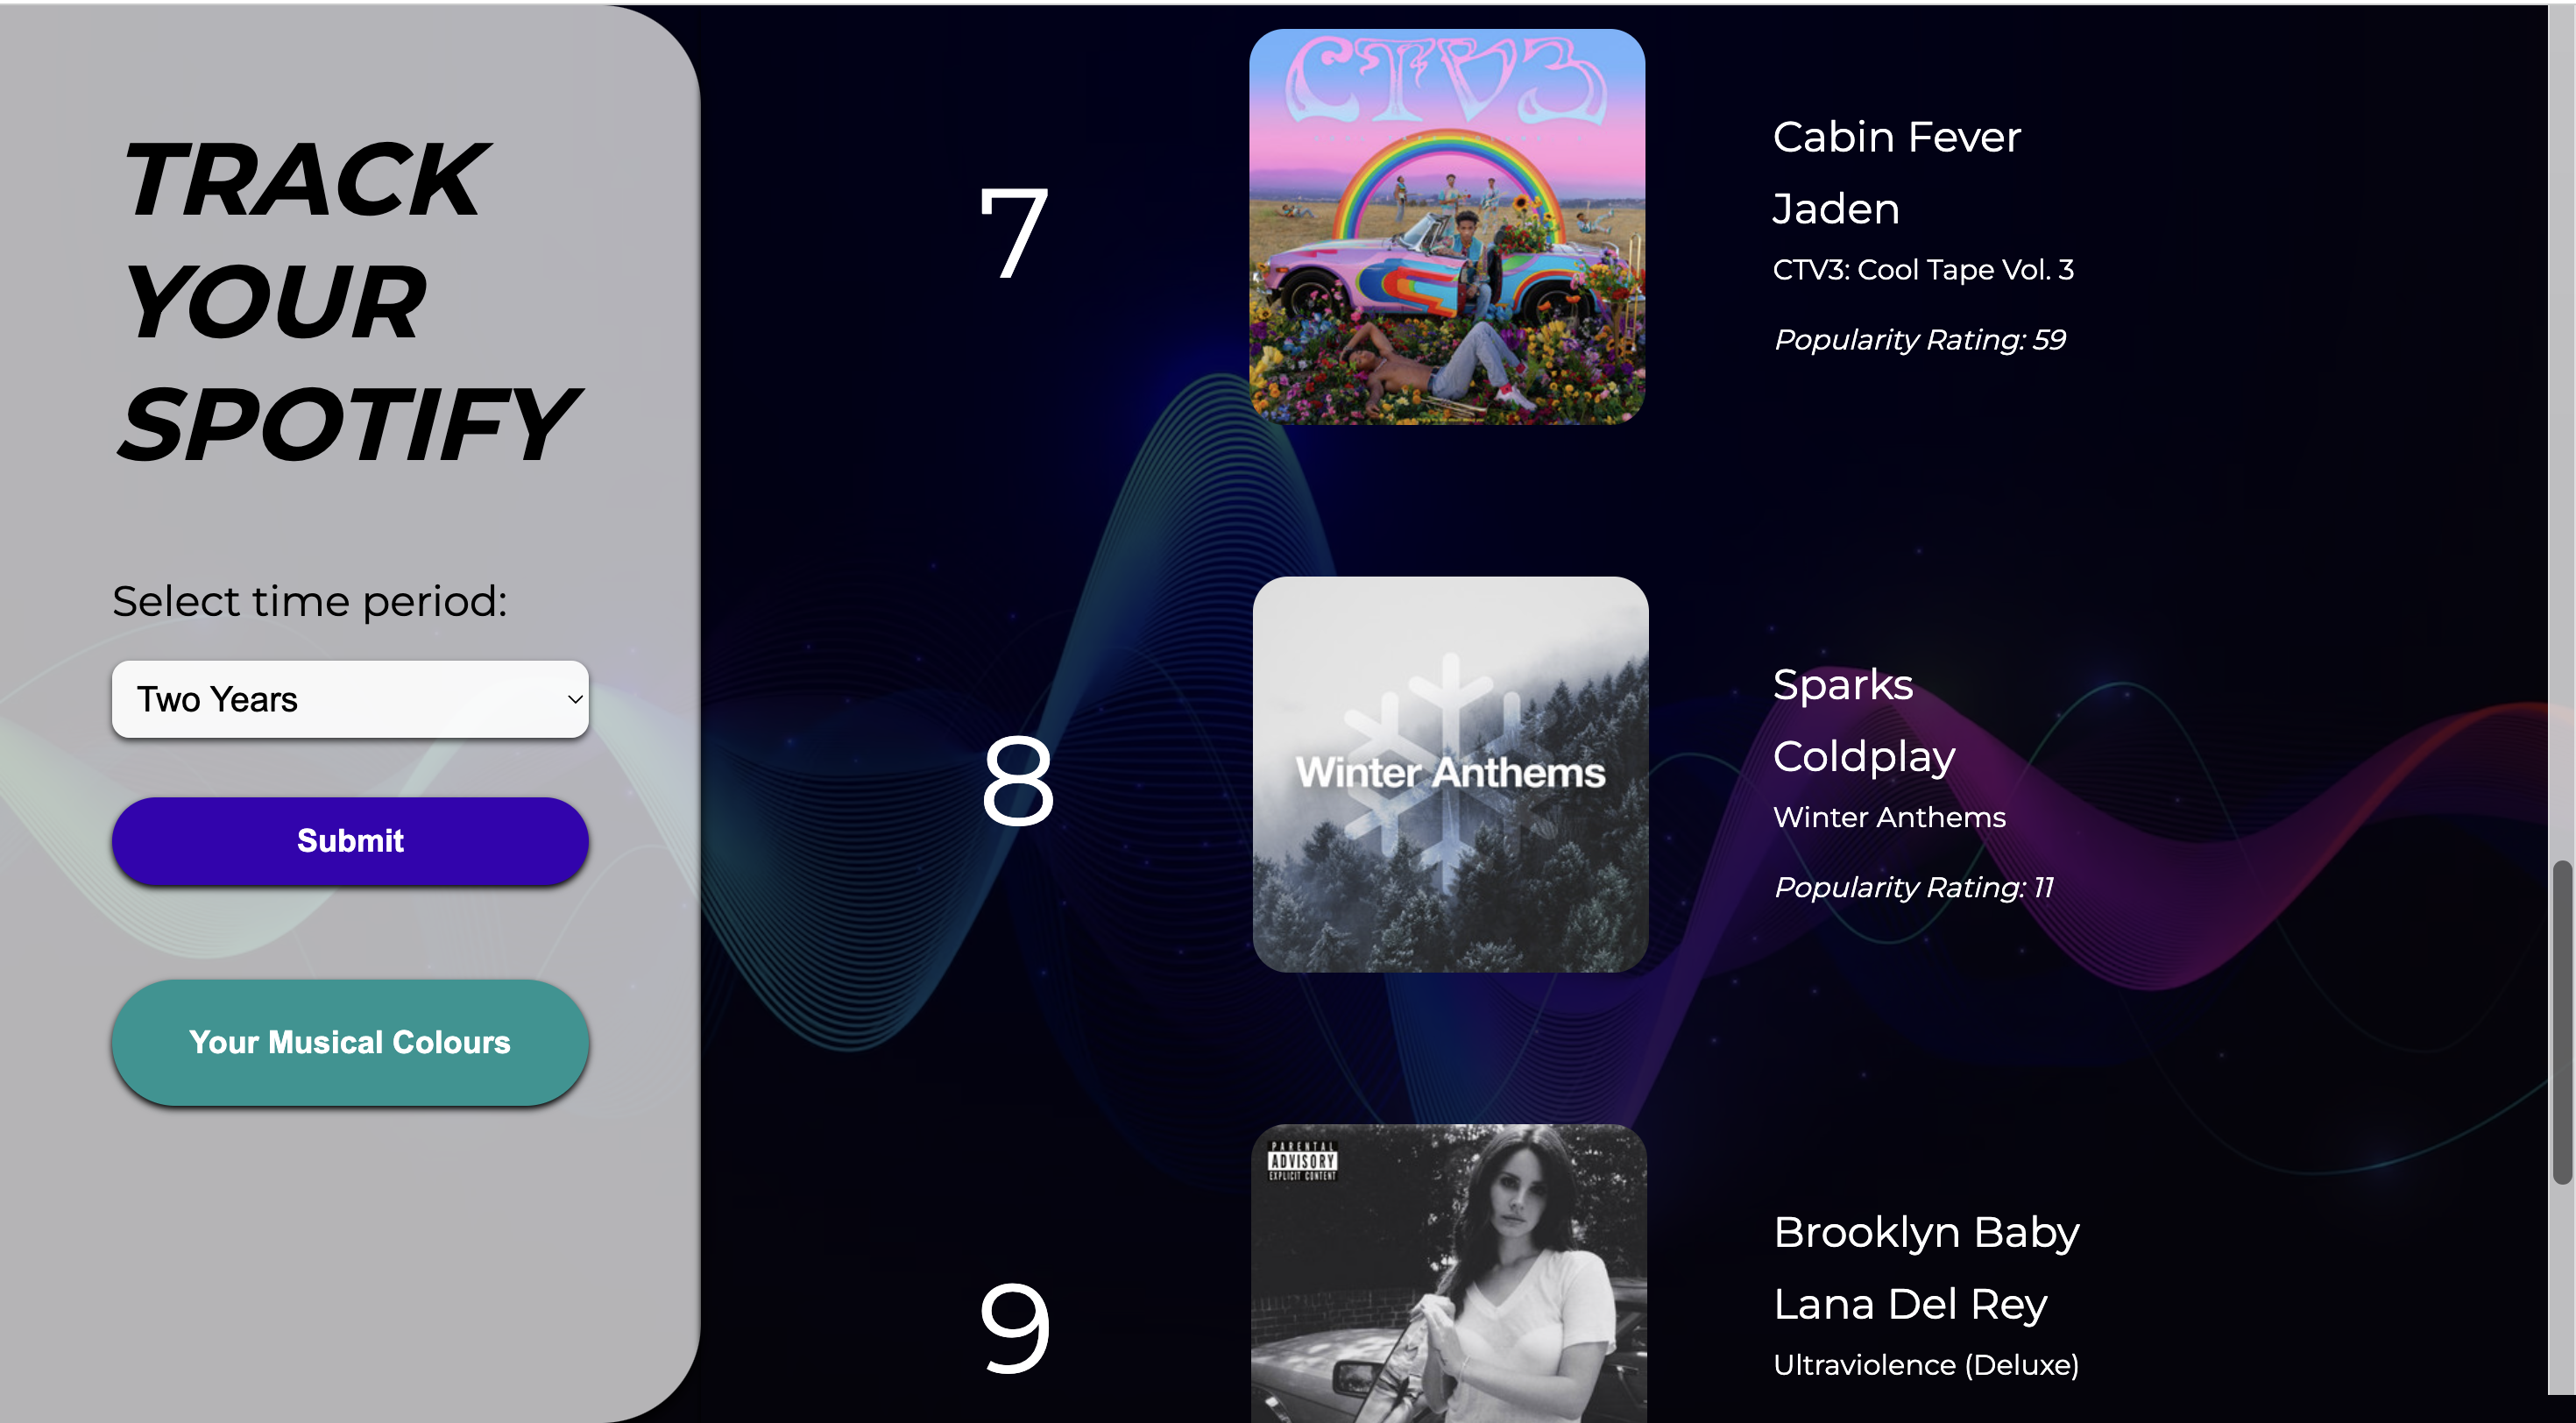 TRACK
YOUR
SPOTIFY
Select time period:
Two Years
Submit
Your Musical Colours
7
CTV3
Cabin Fever
Jaden
CTV3: Cool Tape Vol. 3
Popularity Rating: 59
8
Winter Anthems
Sparks
Coldplay
Winter Anthems
Popularity Rating: 11
9
PARENTAL
ADVISORY
EXPLICIT CONTENT
Brooklyn Baby
Lana Del Rey
Ultraviolence (Deluxe)